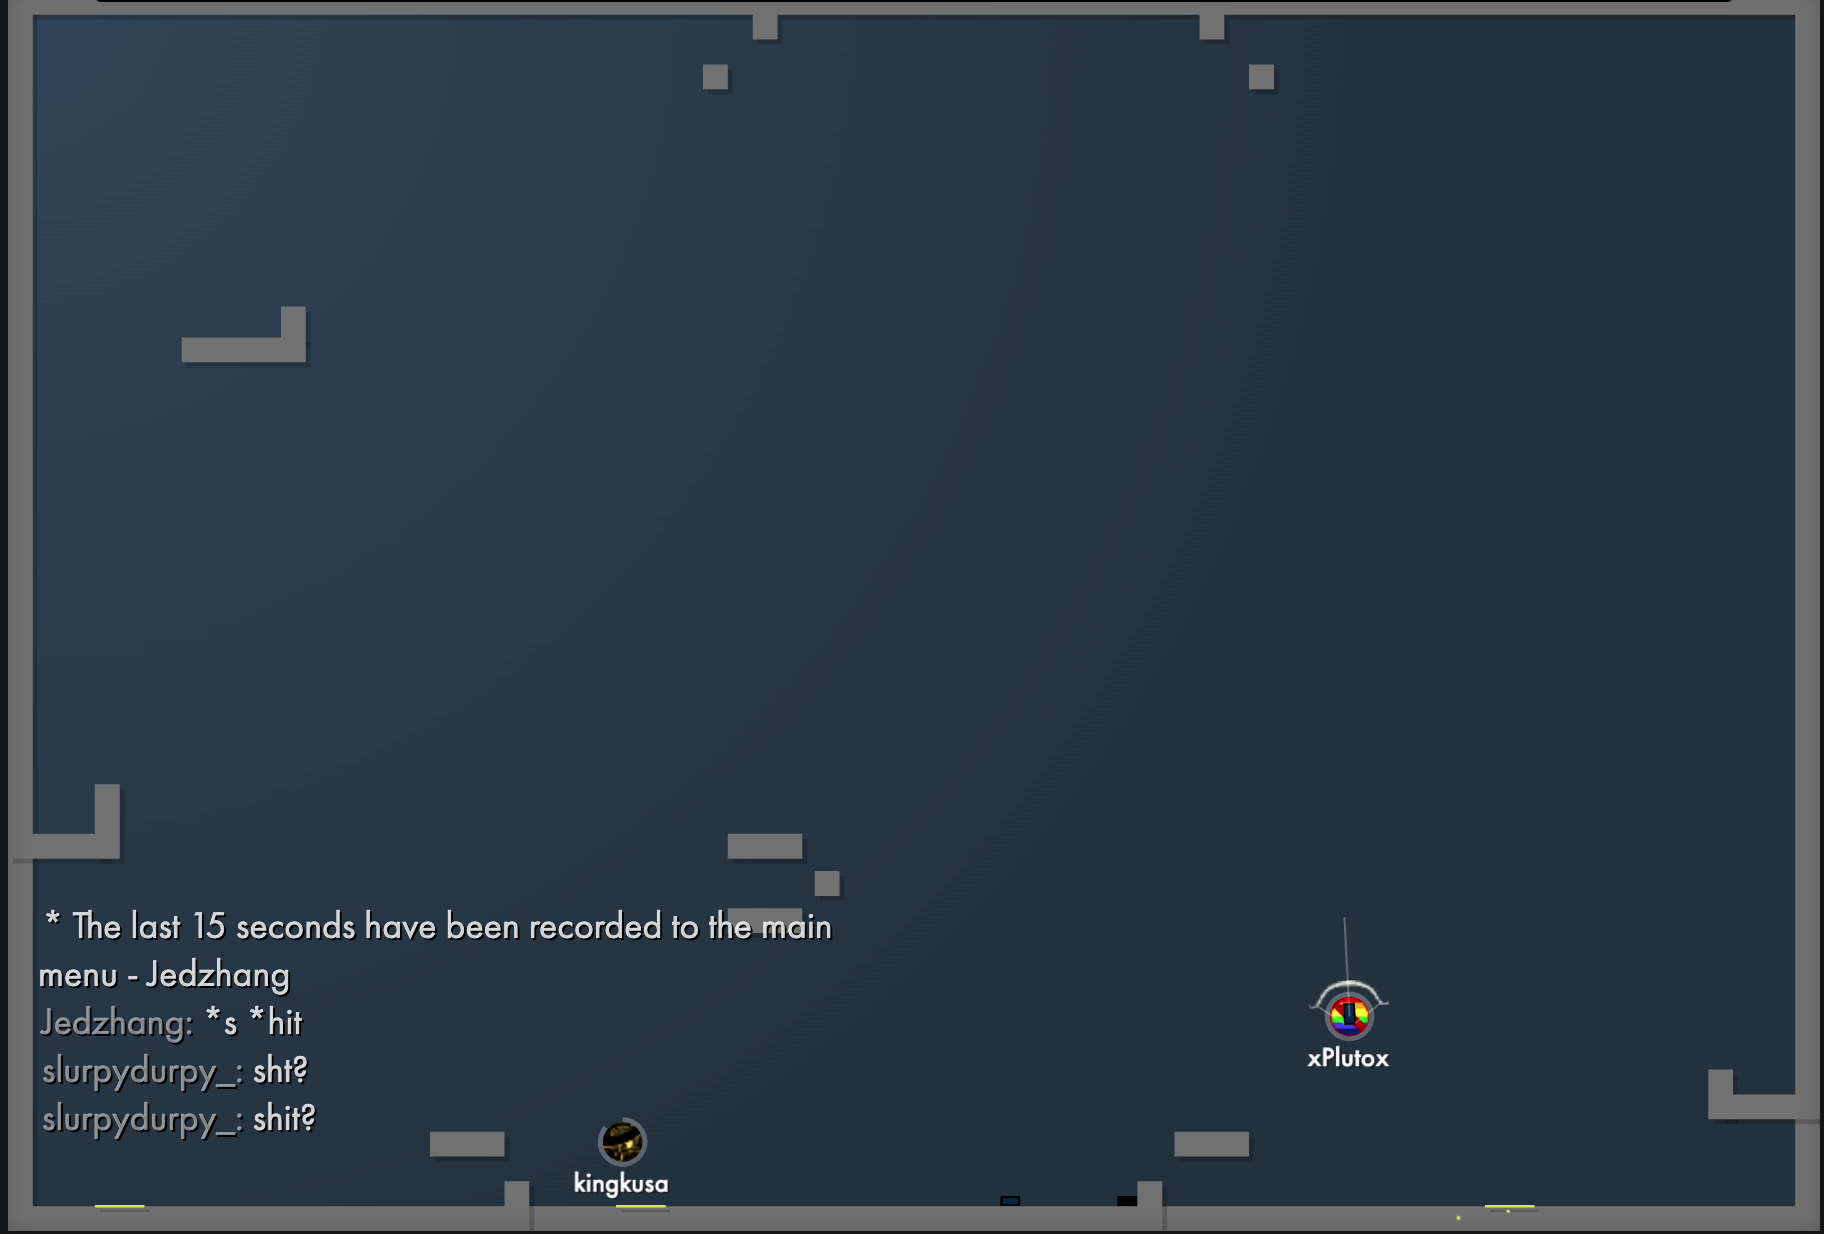 * The last 15 seconds have been recorded to the main
menu - Jedzhang
Jedzhang: *s *hit
slurpydurpy_: sht?
slurpydurpy_: shit?
xPlutox
kingkusa